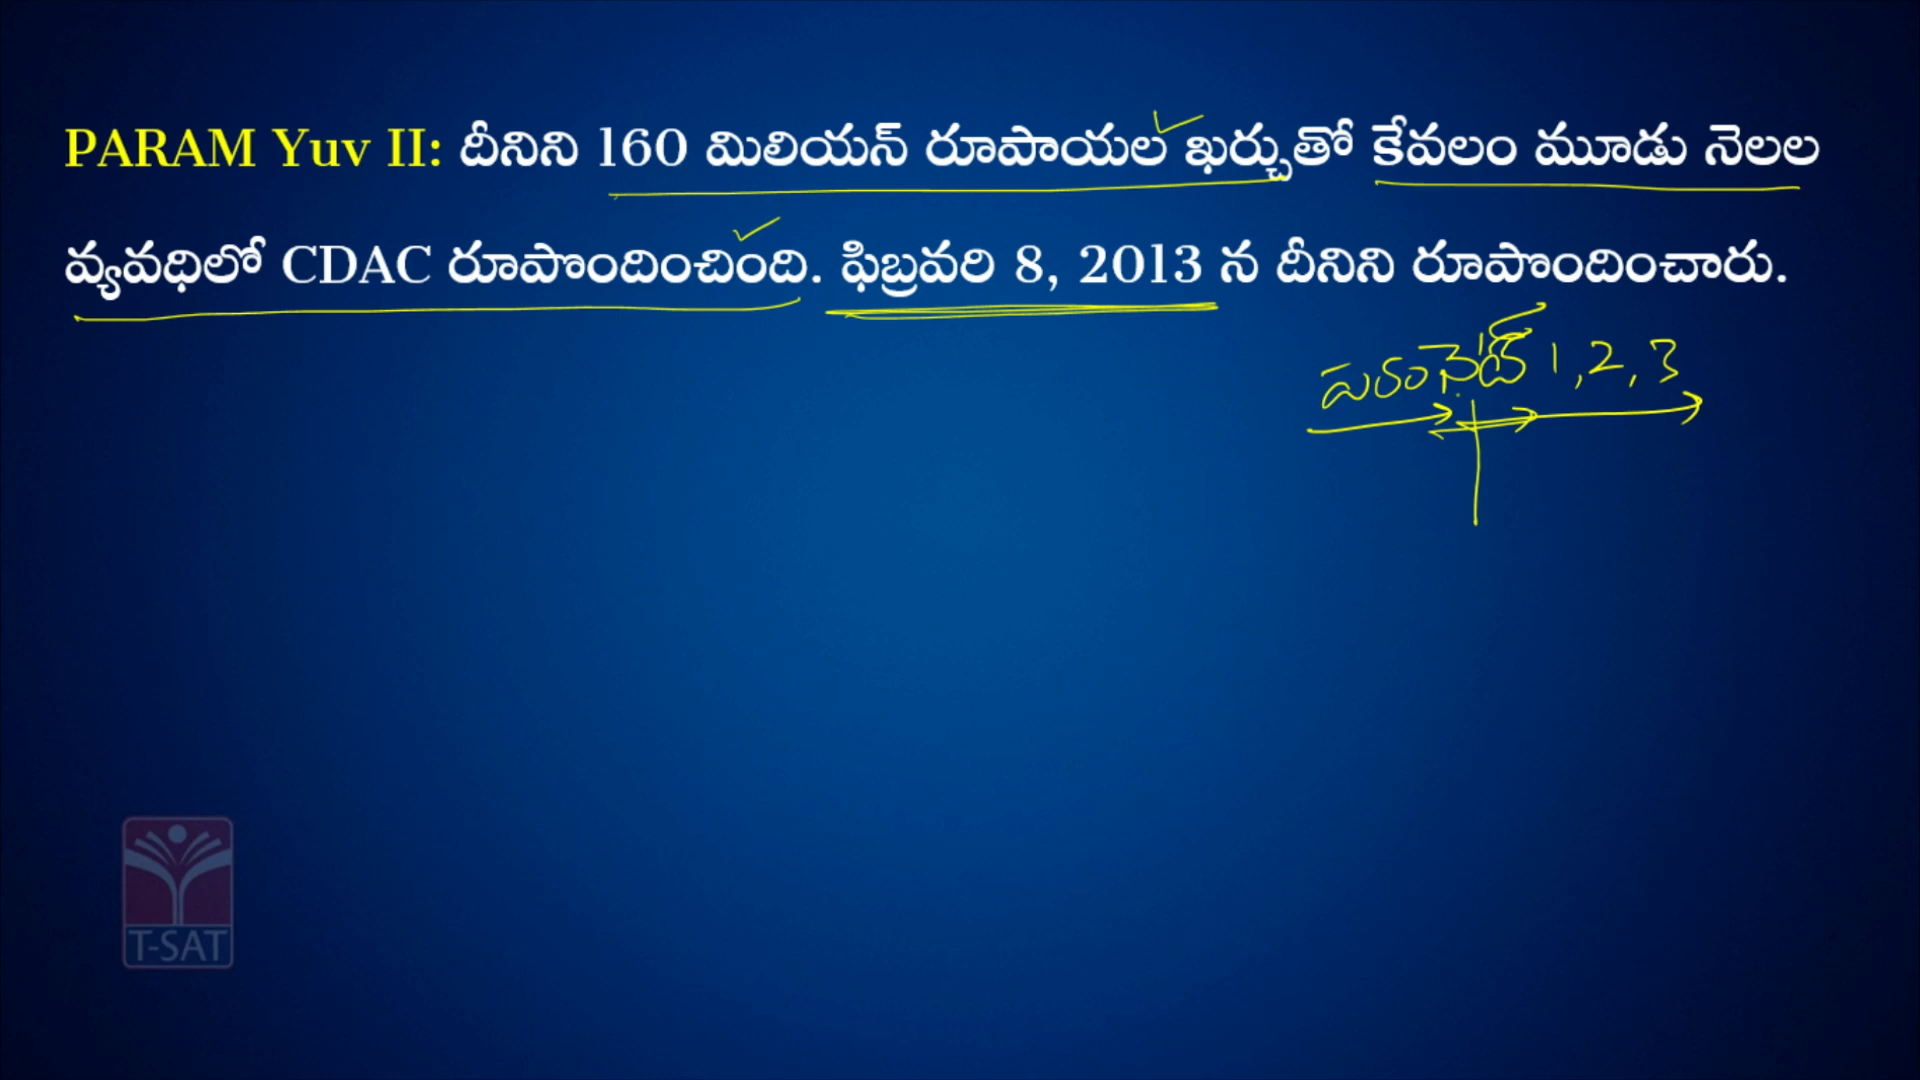 PARAM Yuv II: దీనిని 160 మిలియన్ రూపాయల ఖర్చుతో కేవలం మూడు నెలల
వ్యవధిలో CDAC రూపొందించింది. ఫిబ్రవరి 8, 2013 న దీనిని రూపొందించారు.
పరంనెట్ 1, 2, 3
T-SAT